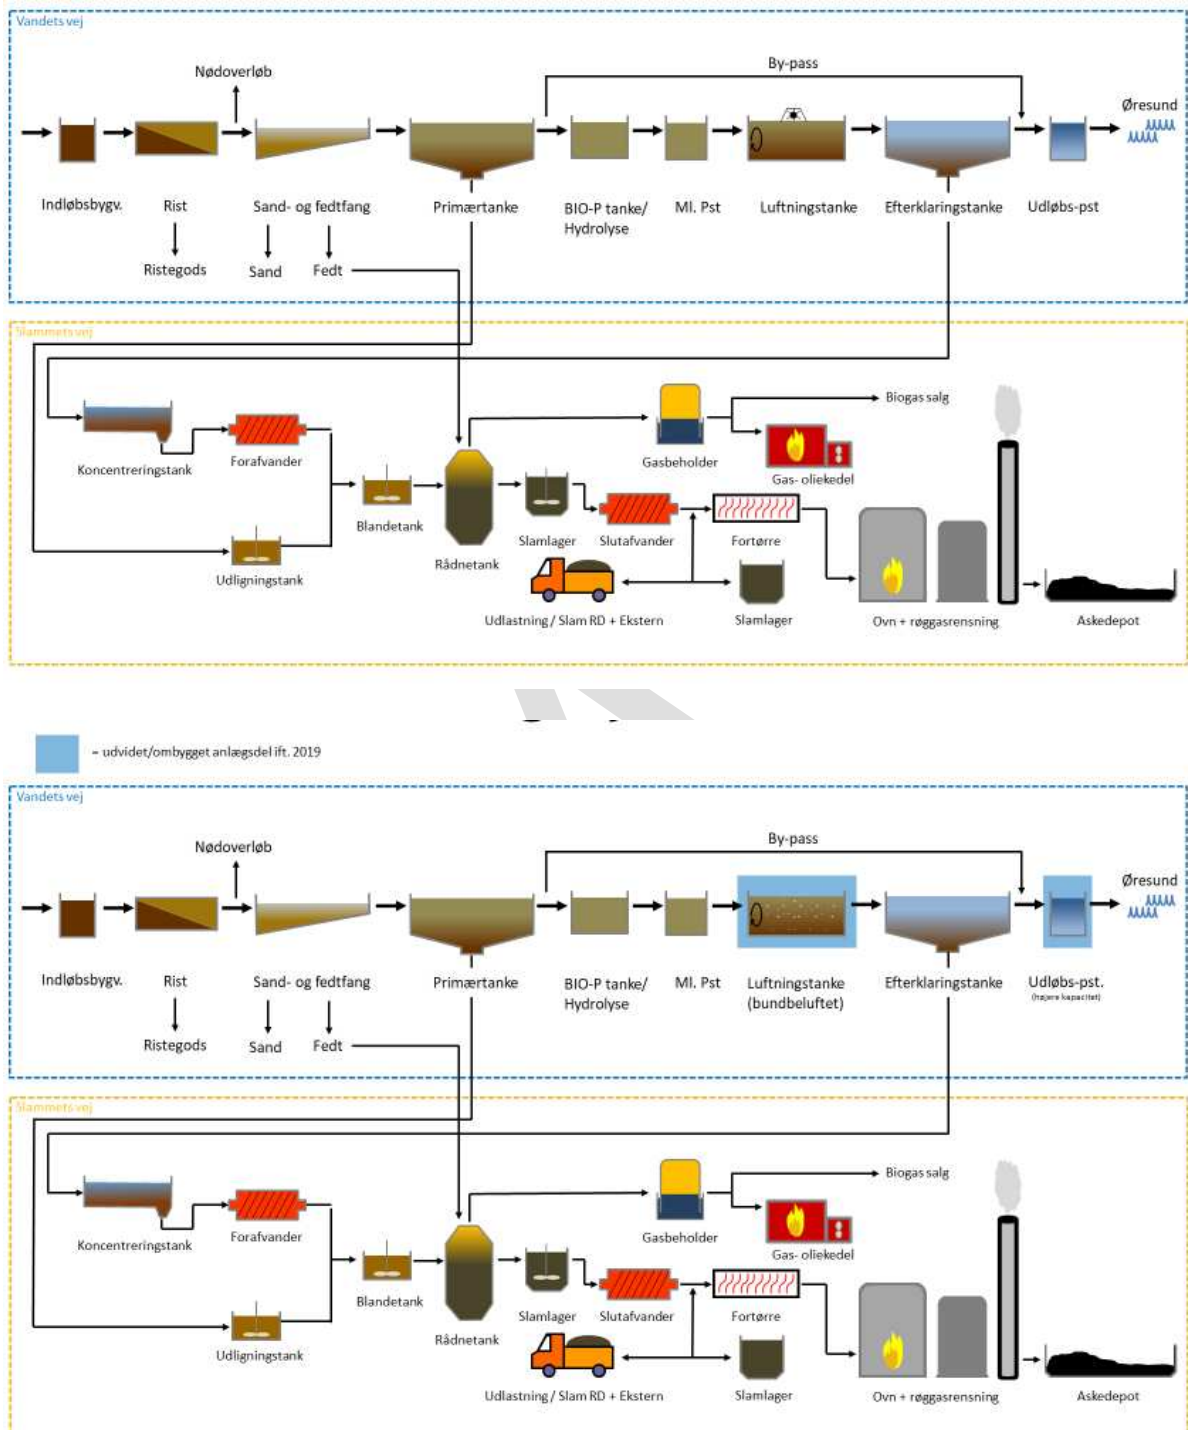 Vandets vej
By-pass
Nødoverløb
Øresund
Indløbsbygv.
Rist
Sand- og fedtfang
Primærtanke
BIO-P tanke/
Hydrolyse
Ml. Pst
Luftningstanke
Efterklaringstanke
Udløbs-pst
Ristegods
Sand
Fedt
Slammets vej
Biogas salg
Koncentreringstank
Forafvander
Gasbeholder
Gas- oliekedel
Blandetank
Slamlager
Slutafvander
Fortørre
Rådnetank
Udligningstank
Udlastning / Slam RD + Ekstern
Slamlager
Ovn + røggasrensning
Askedepot
= udvidet/ombygget anlægsdel ift. 2019
Vandets vej
By-pass
Nødoverløb
Øresund
Indløbsbygv.
Rist
Sand- og fedtfang
Primærtanke
BIO-P tanke/
Hydrolyse
Ml. Pst
Luftningstanke
(bundbeluftet)
Efterklaringstanke
Udløbs-pst.
(højere kapacitet)
Ristegods
Sand
Fedt
Slammets vej
Biogas salg
Koncentreringstank
Forafvander
Gasbeholder
Gas- oliekedel
Blandetank
Slamlager
Slutafvander
Fortørre
Rådnetank
Udligningstank
Udlastning / Slam RD + Ekstern
Slamlager
Ovn + røggasrensning
Askedepot